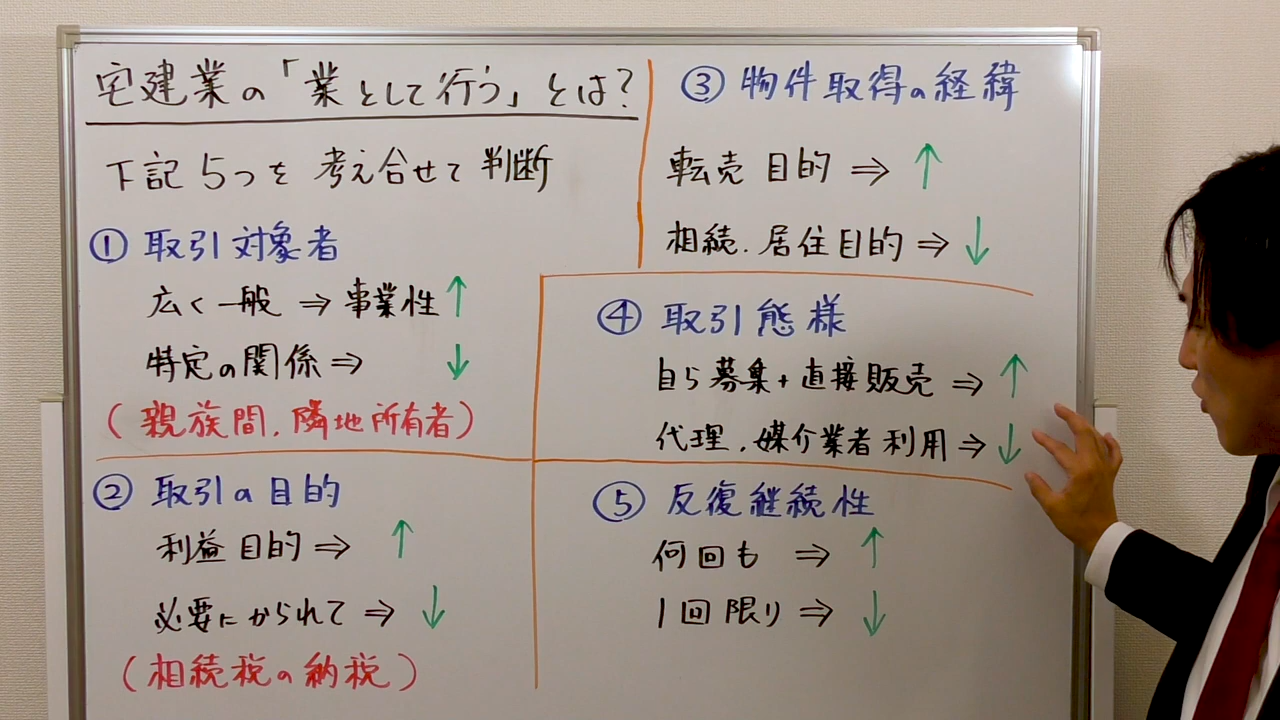 宅建業の「業として行う」とは?
下記5つを考え合せて判断
① 取引対象者
広く一般 ⇒ 事業性↑
特定の関係 ⇒ ↓
(親族間、隣地所有者)
② 取引の目的
利益目的 ⇒ ↑
必要にかられて ⇒ ↓
(相続税の納税)
③ 物件取得の経緯
転売目的 ⇒ ↑
相続、居住目的 ⇒ ↓
④ 取引態様
自ら募集+直接販売 ⇒ ↑
代理、媒介業者利用 ⇒ ↓
⑤ 反復継続性
何回も ⇒ ↑
1回限り ⇒ ↓